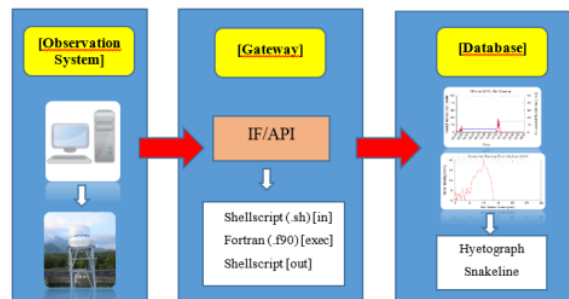 [Observation
System]
[Gateway]
IF/API
Shellscript (.sh) [in]
Fortran (.f90) [exec]
Shellscript [out]
[Database]
Hyetograph
Snakeline